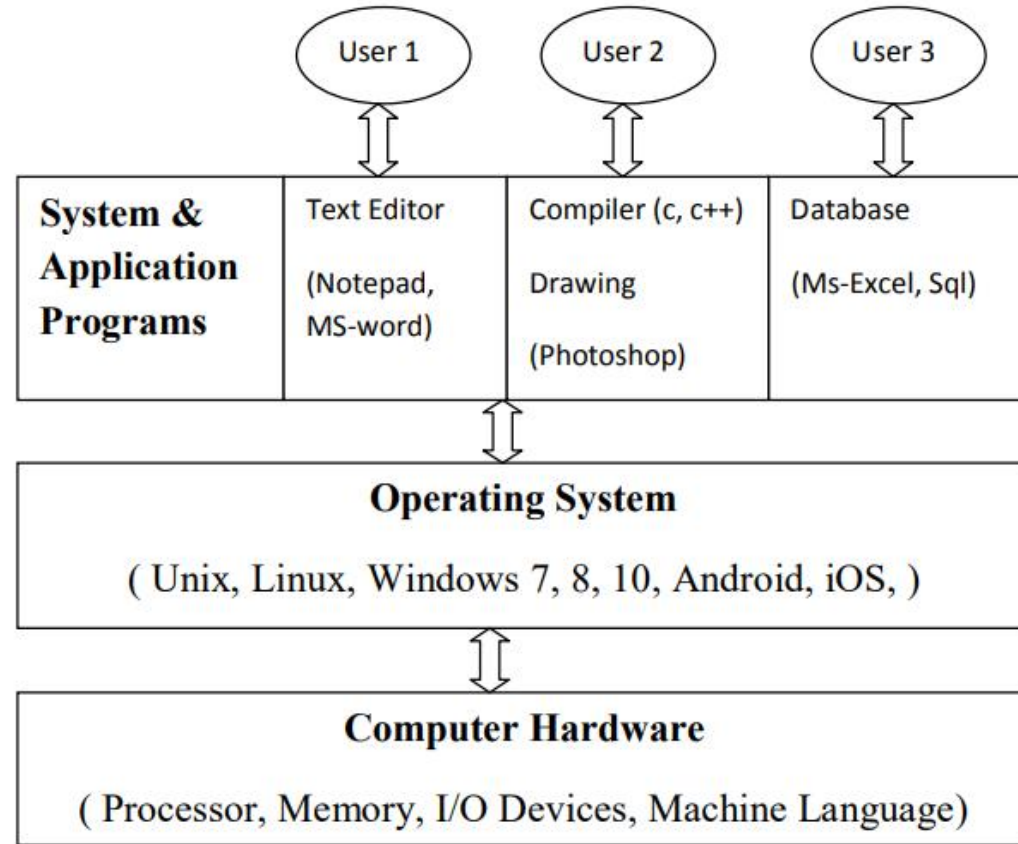 User 1
User 2
User 3
System &
Application
Programs
Text Editor
(Notepad,
MS-word)
Compiler (c, c++)
Drawing
(Photoshop)
Database
(Ms-Excel, Sql)
Operating System
( Unix, Linux, Windows 7, 8, 10, Android, iOS, )
Computer Hardware
( Processor, Memory, I/O Devices, Machine Language)